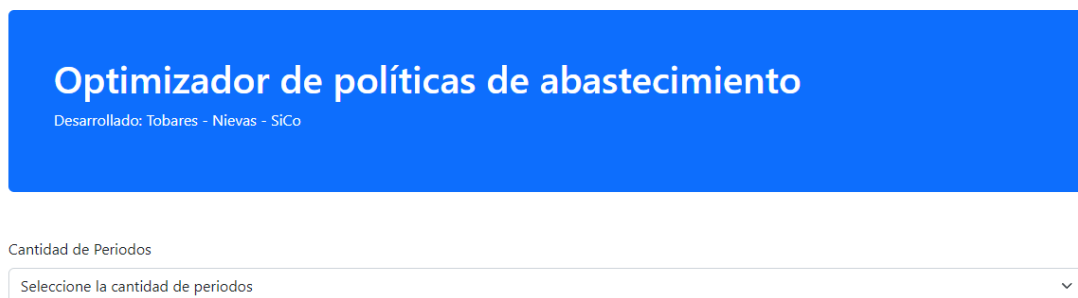 Optimizador de políticas de abastecimiento
Desarrollado: Tobares - Nievas - SiCo
Cantidad de Periodos
Seleccione la cantidad de periodos